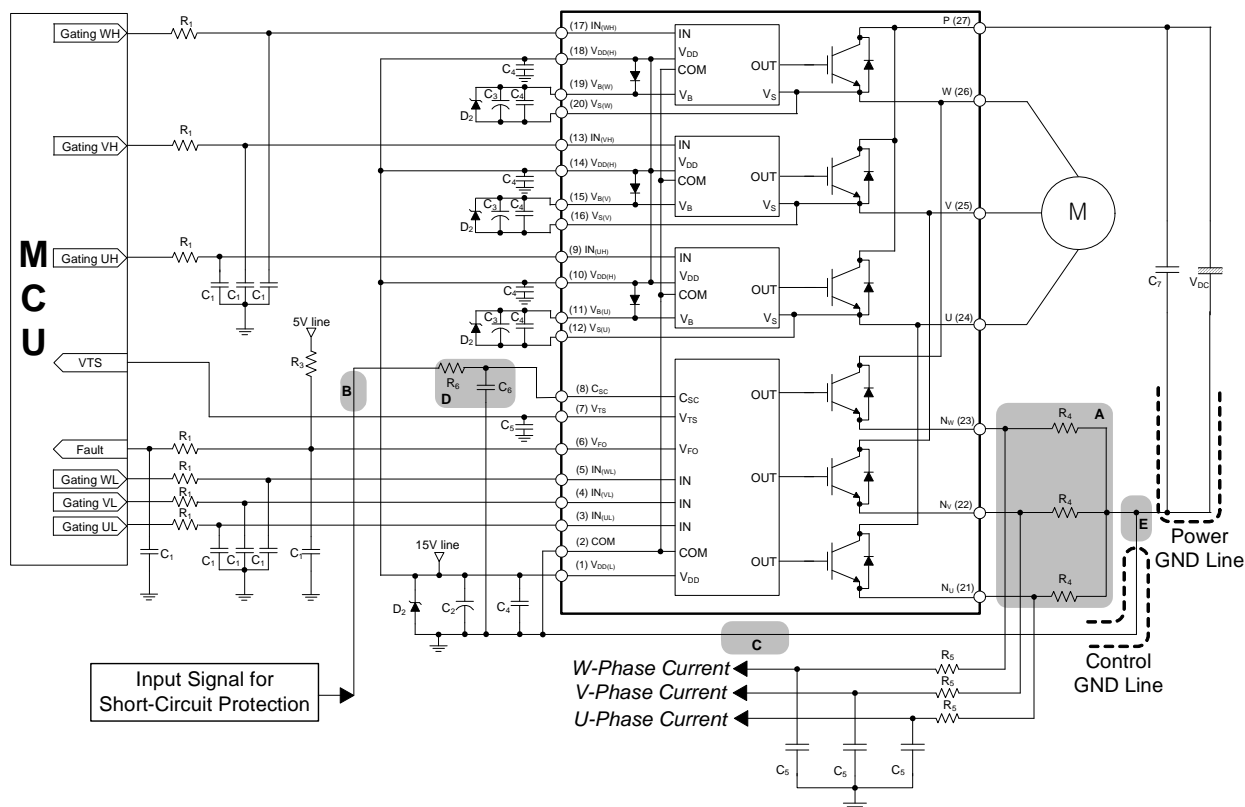 MCU
Gating WH
R1
(17) IN(WH)
IN
P (27)
(18) VDD(H)
VDD
COM
OUT
C4
(19) VB(W)
VB
VS
C3
C4
D2
(20) VS(W)
W (26)
Gating VH
R1
(13) IN(VH)
IN
(14) VDD(H)
VDD
COM
OUT
C4
(15) VB(V)
VB
VS
C3
C4
D2
(16) VS(V)
V (25)
M
Gating UH
R1
(9) IN(UH)
IN
(10) VDD(H)
VDD
COM
OUT
C1
C1
C1
C4
(11) VB(U)
VB
VS
C3
C4
D2
(12) VS(U)
U (24)
C7
VDC
5V line
R3
VTS
B
R6
C6
D
(8) CSC
CSC
OUT
(7) VTS
VTS
C5
NW (23)
R4
A
Fault
R1
(6) VFO
VFO
Gating WL
R1
(5) IN(WL)
IN
Gating VL
R1
(4) IN(VL)
IN
OUT
NV (22)
R4
E
Gating UL
R1
(3) IN(UL)
IN
Power
GND Line
C1
C1
C1
C1
C1
15V line
(2) COM
COM
OUT
(1) VDD(L)
VDD
NU (21)
R4
D2
C2
C4
C
Control
GND Line
Input Signal for
Short-Circuit Protection
W-Phase Current
R5
V-Phase Current
R5
U-Phase Current
R5
C5
C5
C5